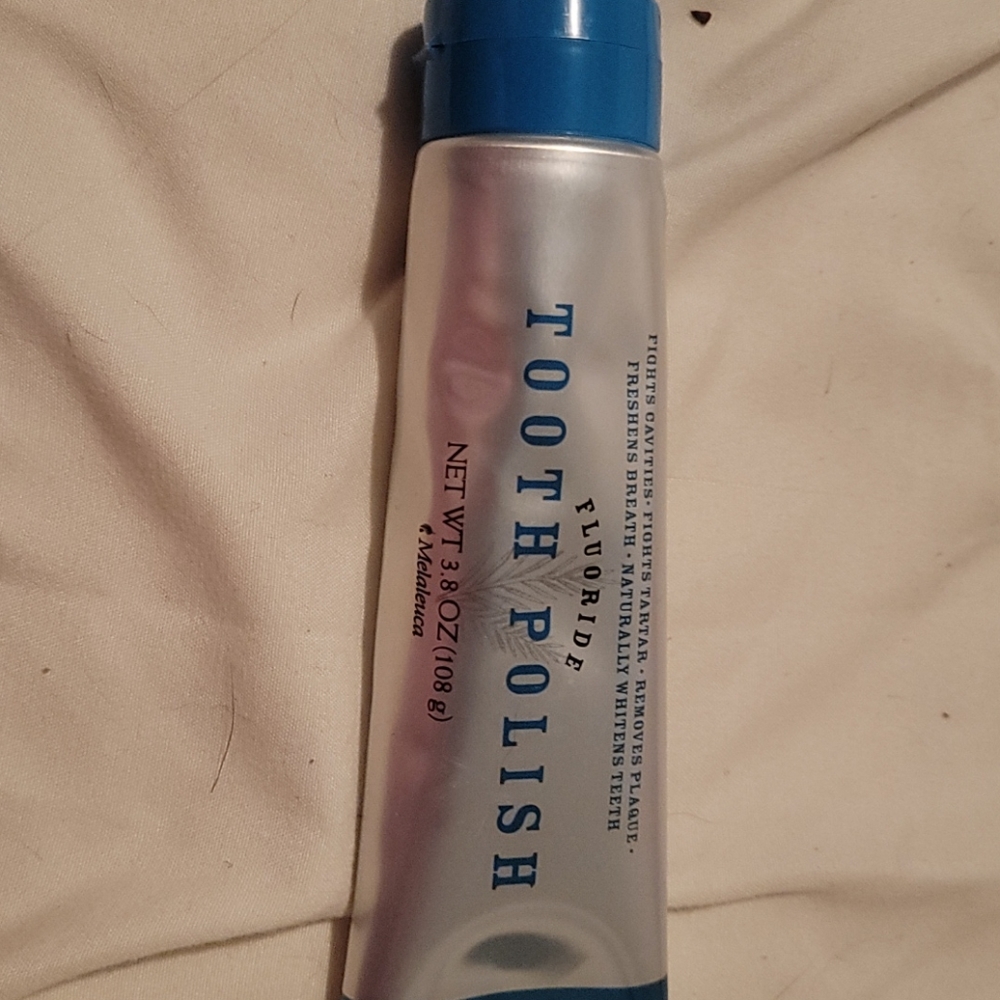 FIGHTS CAVITIES · FIGHTS TARTAR · REMOVES PLAQUE ·
FRESHENS BREATH · NATURALLY WHITENS TEETH
FLUORIDE
TOOTH POLISH
NET WT 3.8 OZ (108 g)
Melaleuca